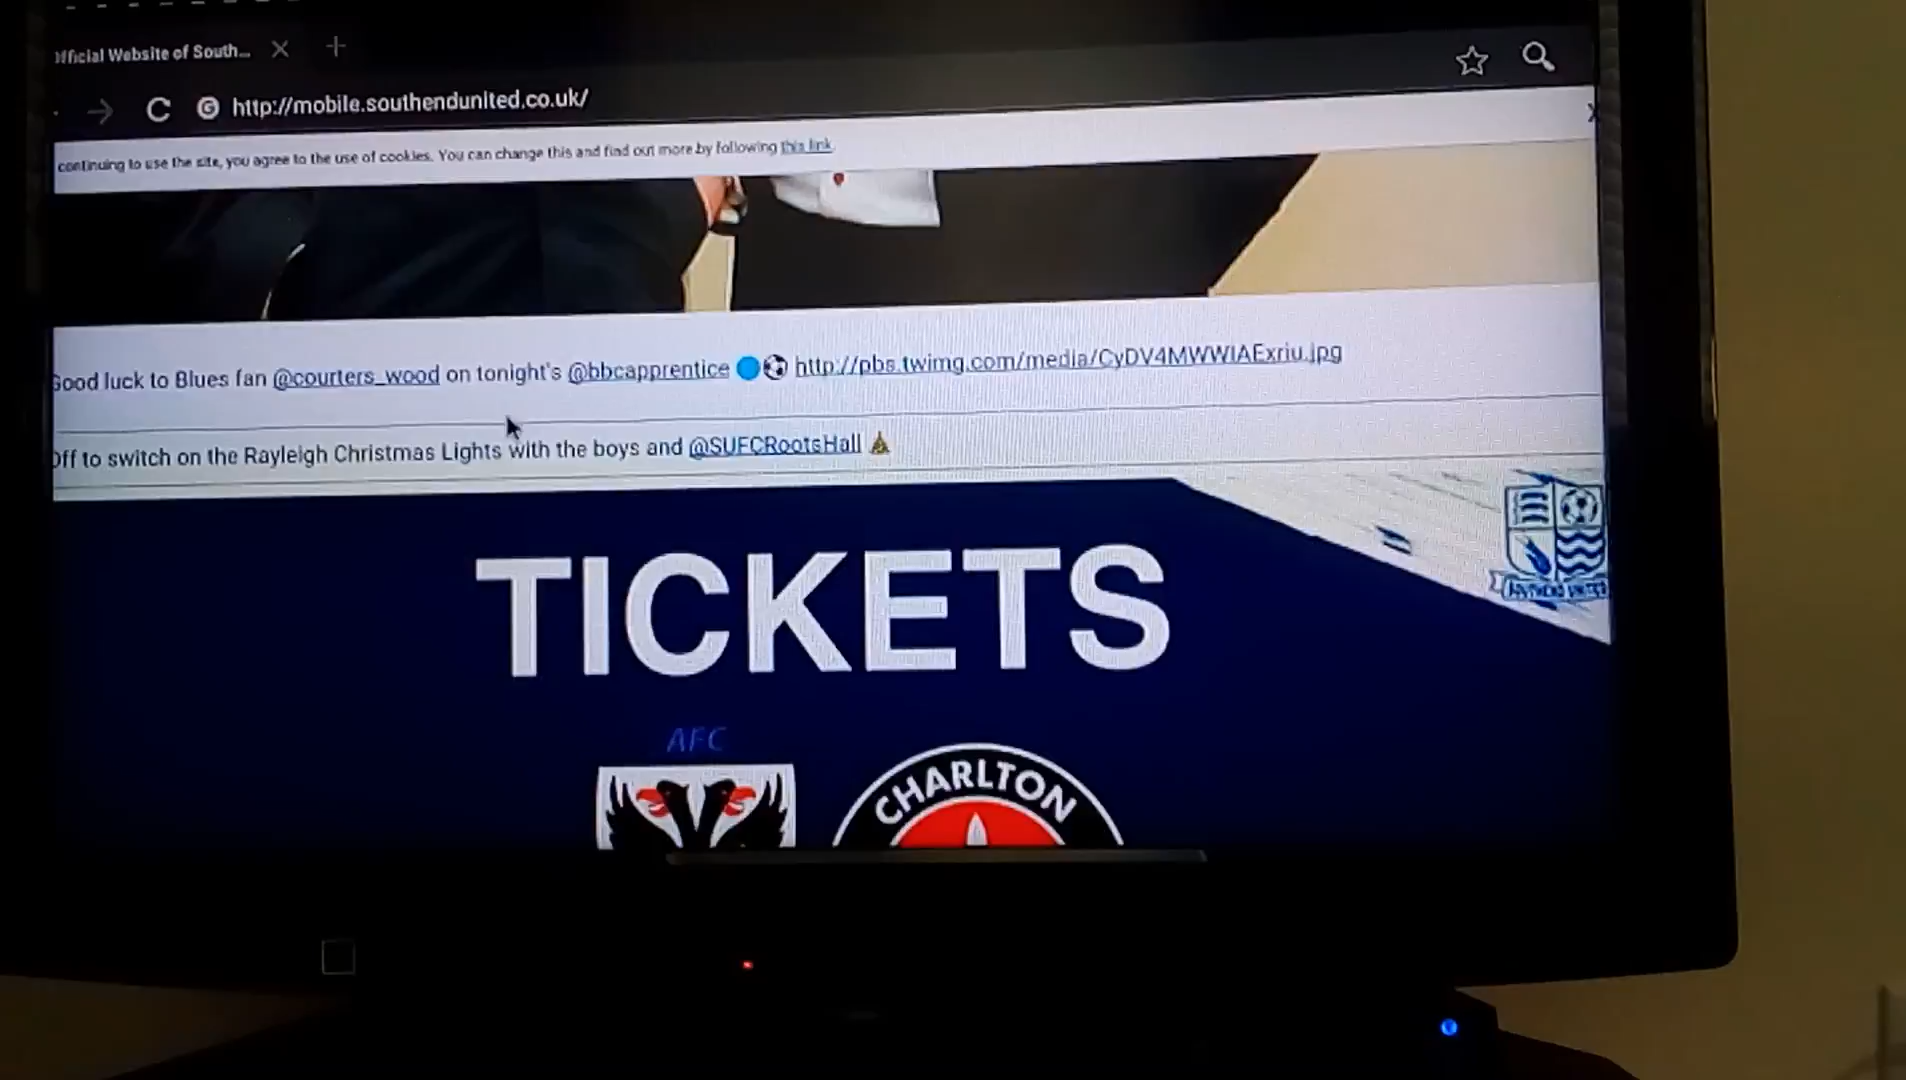 fficial Website of South...
http://mobile.southendunited.co.uk/
continuing to use the site, you agree to the use of cookies. You can change this and find out more by following this link.
Good luck to Blues fan @courters_wood on tonight's @bbcapprentice 🔵⚽ http://pbs.twimg.com/media/CyDV4MWWIAExriu.jpg
Off to switch on the Rayleigh Christmas Lights with the boys and @SUFCRootsHall 🎄
SOUTHEND UNITED
TICKETS
AFC
CHARLTON